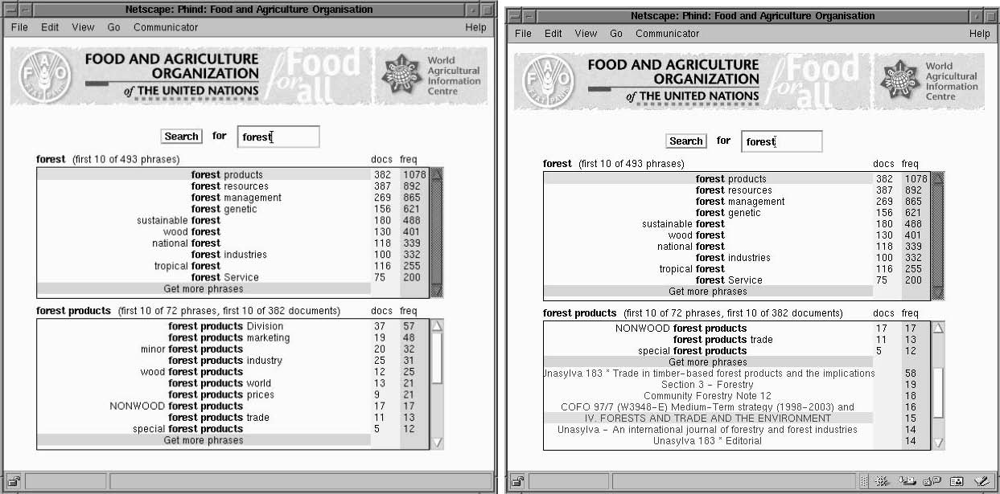 Netscape: Phind: Food and Agriculture Organisation
File Edit View Go Communicator Help
FAO
FIAT PANIS
FOOD AND AGRICULTURE
ORGANIZATION
of THE UNITED NATIONS
Food
for
all
World
Agricultural
Information
Centre
Search for forest
forest (first 10 of 493 phrases) docs freq
forest products 382 1078
forest resources 387 892
forest management 269 865
forest genetic 156 621
sustainable forest 180 488
wood forest 130 401
national forest 118 339
forest industries 100 332
tropical forest 116 255
forest Service 75 200
Get more phrases
forest products (first 10 of 72 phrases, first 10 of 382 documents) docs freq
forest products Division 37 57
forest products marketing 19 48
minor forest products 20 32
forest products industry 25 31
wood forest products 12 25
forest products world 13 21
forest products prices 9 21
NONWOOD forest products 17 17
forest products trade 11 13
special forest products 5 12
Get more phrases
Netscape: Phind: Food and Agriculture Organisation
File Edit View Go Communicator Help
FAO
FIAT PANIS
FOOD AND AGRICULTURE
ORGANIZATION
of THE UNITED NATIONS
Food
for
all
World
Agricultural
Information
Centre
Search for forest
forest (first 10 of 493 phrases) docs freq
forest products 382 1078
forest resources 387 892
forest management 269 865
forest genetic 156 621
sustainable forest 180 488
wood forest 130 401
national forest 118 339
forest industries 100 332
tropical forest 116 255
forest Service 75 200
Get more phrases
forest products (first 10 of 72 phrases, first 10 of 382 documents) docs freq
NONWOOD forest products 17 17
forest products trade 11 13
special forest products 5 12
Get more phrases
Unasylva 183 * Trade in timber-based forest products and the implications 58
Section 3 - Forestry 19
Community Forestry Note 12 18
COFO 97/7 (W3948-E) Medium-Term strategy (1998-2003) and 16
IV. FORESTS AND TRADE AND THE ENVIRONMENT 15
Unasylva - An international journal of forestry and forest industries 14
Unasylva 183 * Editorial 14